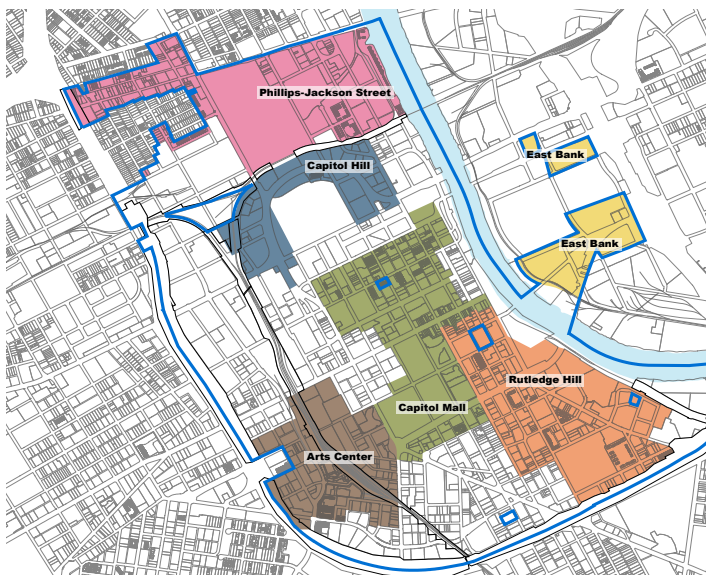 Phillips-Jackson Street
Capitol Hill
East Bank
East Bank
Rutledge Hill
Capitol Mall
Arts Center